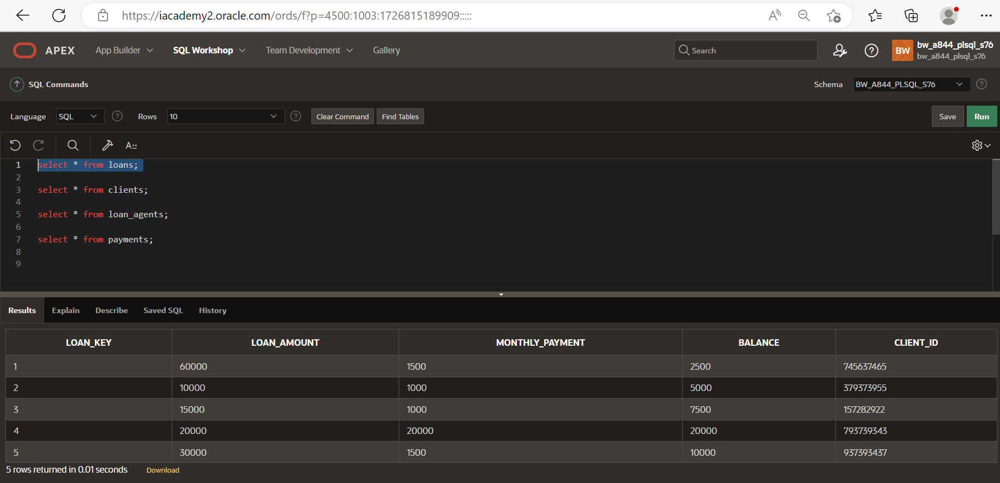 https://iacademy2.oracle.com/ords/f?p=4500:1003:1726815189909:::::
APEX App Builder SQL Workshop Team Development Gallery Search BW bw_a844_plsql_s76
bw_a844_plsql_s76
SQL Commands Schema BW_A844_PLSQL_S76
Language SQL Rows 10 Clear Command Find Tables Save Run
A::
1 select * from loans;
2
3 select * from clients;
4
5 select * from loan_agents;
6
7 select * from payments;
8
9
Results Explain Describe Saved SQL History
LOAN_KEY LOAN_AMOUNT MONTHLY_PAYMENT BALANCE CLIENT_ID
1 60000 1500 2500 745637465
2 10000 1000 5000 379373955
3 15000 1000 7500 157282922
4 20000 20000 20000 793739343
5 30000 1500 10000 937393437
5 rows returned in 0.01 seconds Download